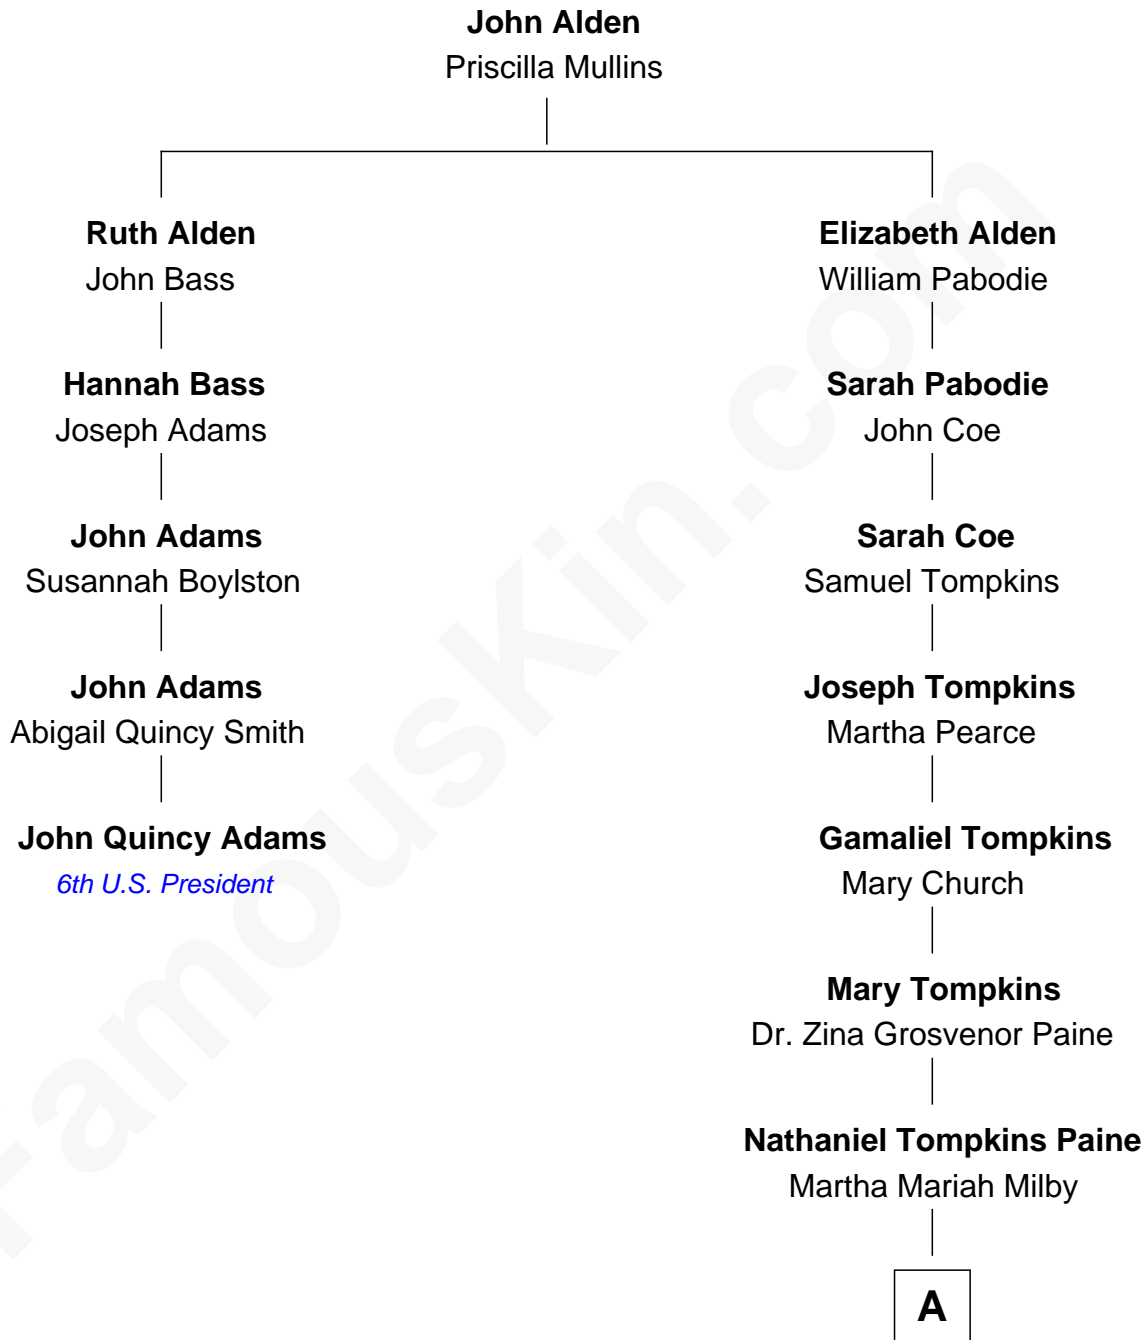 John Alden
Priscilla Mullins
Ruth Alden
John Bass
Hannah Bass
Joseph Adams
John Adams
Susannah Boylston
John Adams
Abigail Quincy Smith
John Quincy Adams
6th U.S. President
Elizabeth Alden
William Pabodie
Sarah Pabodie
John Coe
Sarah Coe
Samuel Tompkins
Joseph Tompkins
Martha Pearce
Gamaliel Tompkins
Mary Church
Mary Tompkins
Dr. Zina Grosvenor Paine
Nathaniel Tompkins Paine
Martha Mariah Milby
A
FamousKin.com